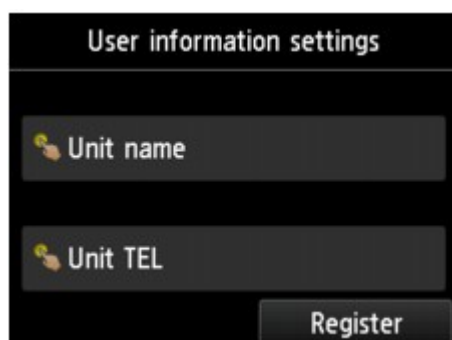 User information settings
Unit name
Unit TEL
Register